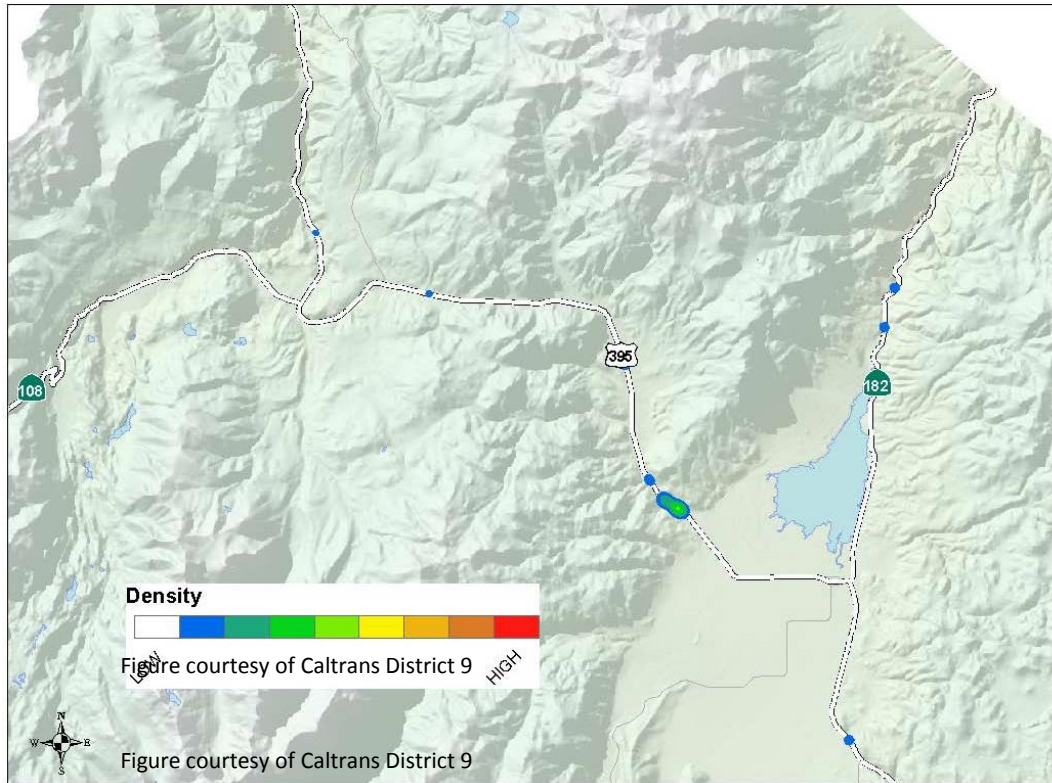 395
108
182
Density
LOW
HIGH
Figure courtesy of Caltrans District 9
N
W E
S
Figure courtesy of Caltrans District 9